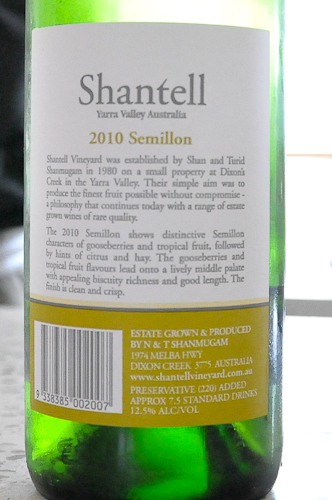 Shantell
Yarra Valley Australia
2010 Semillon
Shantell Vineyard was established by Shan and Turid
Shanmugam in 1980 on a small property at Dixon's
Creek in the Yarra Valley. Their simple aim was to
produce the finest fruit possible without compromise -
a philosophy that continues today with a range of estate
grown wines of rare quality.
The 2010 Semillon shows distinctive Semillon
characters of gooseberries and tropical fruit, followed
by hints of citrus and hay. The gooseberries and
tropical fruit flavours lead onto a lively middle palate
with appealing biscuity richness and good length. The
finish is clean and crisp.
ESTATE GROWN & PRODUCED
BY N & T SHANMUGAM
1974 MELBA HWY
DIXON CREEK 3775 AUSTRALIA
www.shantellvineyard.com.au
PRESERVATIVE (220) ADDED
APPROX 7.5 STANDARD DRINKS
12.5% ALC/VOL
9 338383 002007